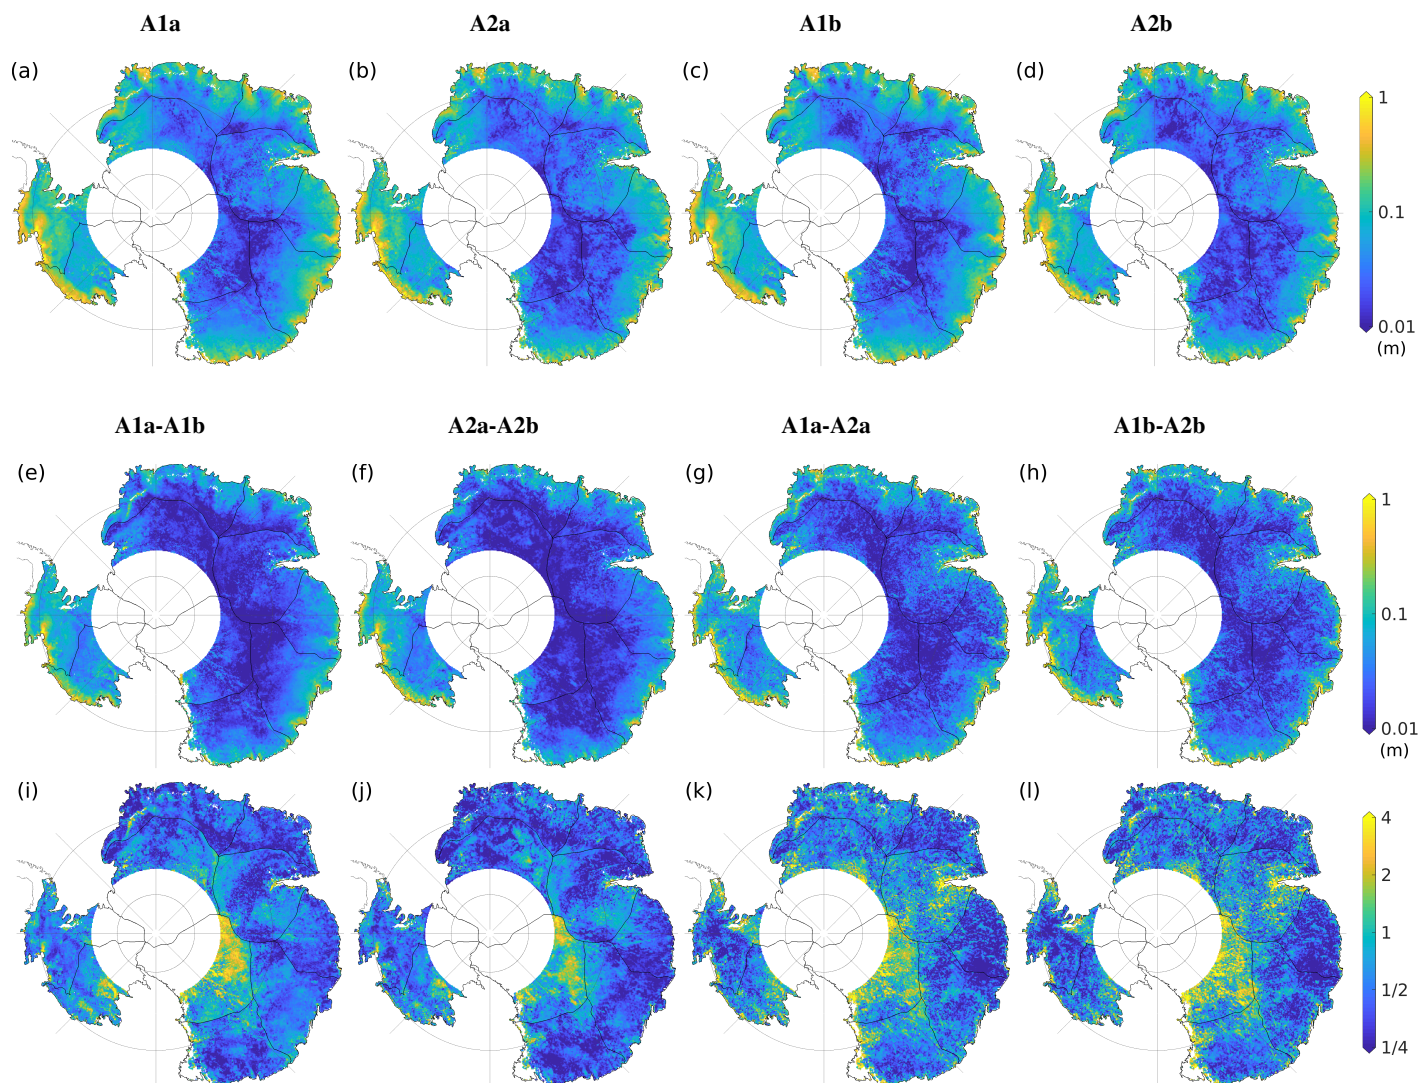 A1a A2a A1b A2b
(a) (b) (c) (d)
1
0.1
0.01
(m)
A1a-A1b A2a-A2b A1a-A2a A1b-A2b
(e) (f) (g) (h)
1
0.1
0.01
(m)
(i) (j) (k) (l)
4
2
1
1/2
1/4